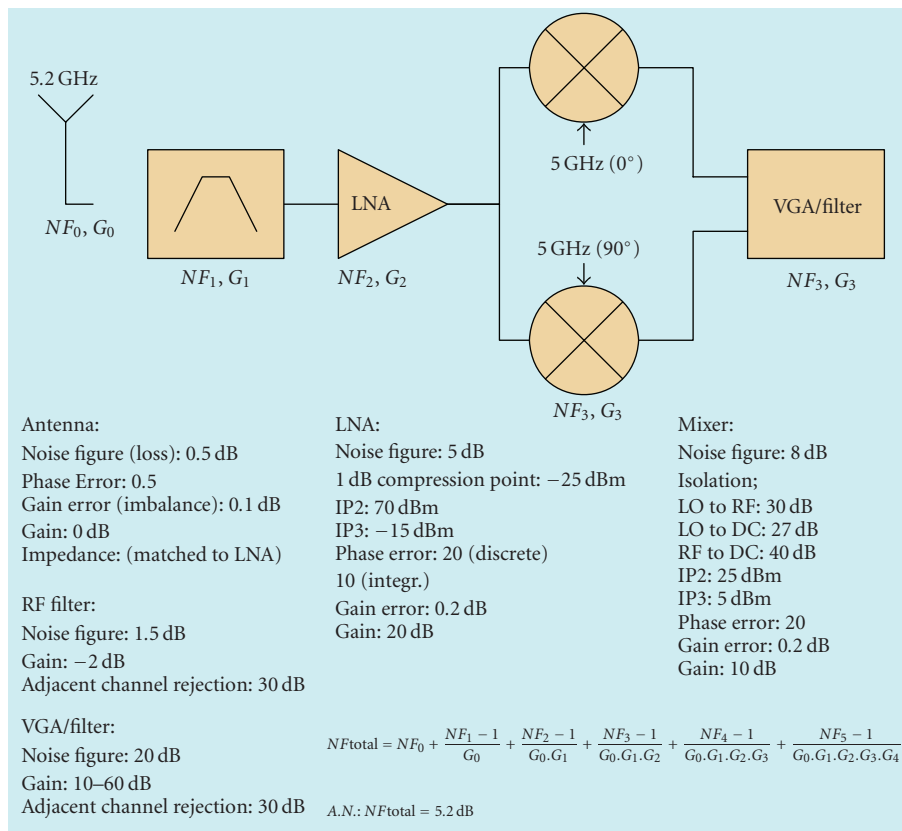 5.2 GHz
NF0, G0
NF1, G1
LNA
NF2, G2
5 GHz (0°)
5 GHz (90°)
NF3, G3
VGA/filter
NF3, G3
Antenna:
Noise figure (loss): 0.5 dB
Phase Error: 0.5
Gain error (imbalance): 0.1 dB
Gain: 0 dB
Impedance: (matched to LNA)
RF filter:
Noise figure: 1.5 dB
Gain: −2 dB
Adjacent channel rejection: 30 dB
VGA/filter:
Noise figure: 20 dB
Gain: 10–60 dB
Adjacent channel rejection: 30 dB
LNA:
Noise figure: 5 dB
1 dB compression point: −25 dBm
IP2: 70 dBm
IP3: −15 dBm
Phase error: 20 (discrete)
10 (integr.)
Gain error: 0.2 dB
Gain: 20 dB
Mixer:
Noise figure: 8 dB
Isolation;
LO to RF: 30 dB
LO to DC: 27 dB
RF to DC: 40 dB
IP2: 25 dBm
IP3: 5 dBm
Phase error: 20
Gain error: 0.2 dB
Gain: 10 dB
NFtotal = NF0 + (NF1 − 1)/(G0) + (NF2 − 1)/(G0.G1) + (NF3 − 1)/(G0.G1.G2) + (NF4 − 1)/(G0.G1.G2.G3) + (NF5 − 1)/(G0.G1.G2.G3.G4)
A.N.: NFtotal = 5.2 dB